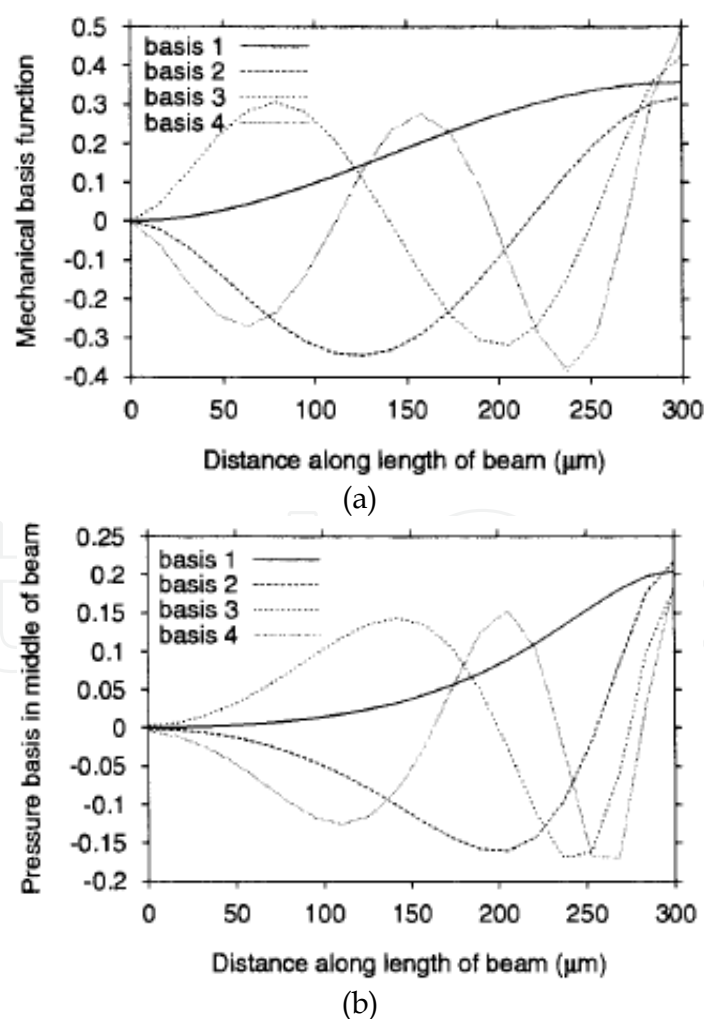 0.5
0.4
0.3
0.2
0.1
0
-0.1
-0.2
-0.3
-0.4
Mechanical basis function
basis 1
basis 2
basis 3
basis 4
0 50 100 150 200 250 300
Distance along length of beam (μm)
(a)
0.25
0.2
0.15
0.1
0.05
0
-0.05
-0.1
-0.15
-0.2
Pressure basis in middle of beam
basis 1
basis 2
basis 3
basis 4
0 50 100 150 200 250 300
Distance along length of beam (μm)
(b)